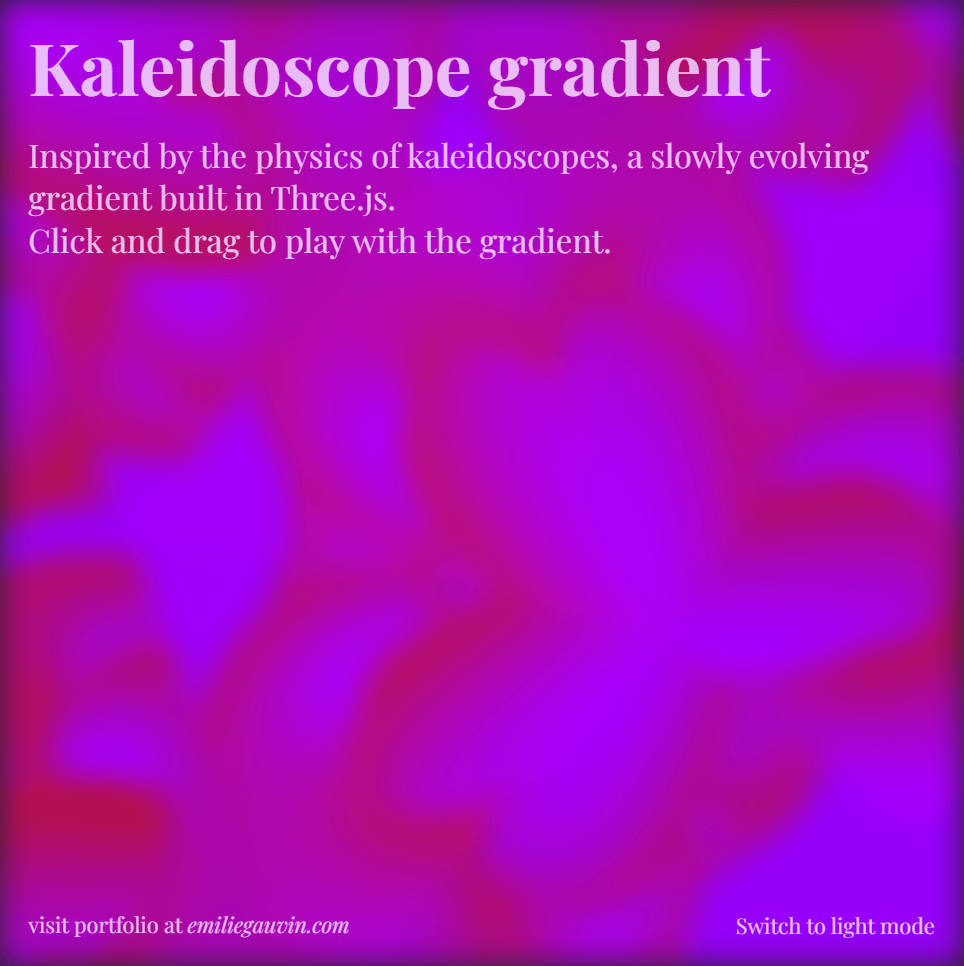 Kaleidoscope gradient
Inspired by the physics of kaleidoscopes, a slowly evolving
gradient built in Three.js.
Click and drag to play with the gradient.
visit portfolio at emiliegauvin.com
Switch to light mode